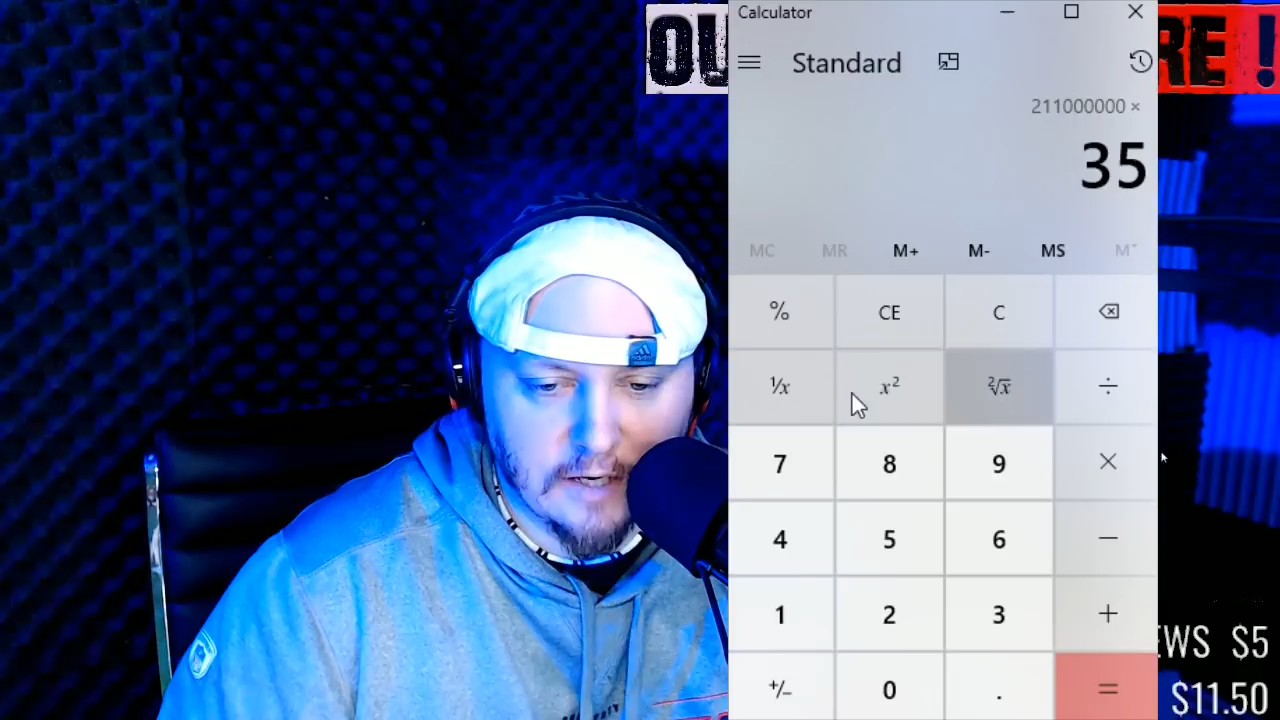 OU
RE !
Calculator
Standard
211000000 ×
35
MC MR M+ M- MS M˅
% CE C
¹/x x² ²√x ÷
7 8 9 ×
4 5 6 −
1 2 3 +
+/− 0 . =
EWS $5
$11.50